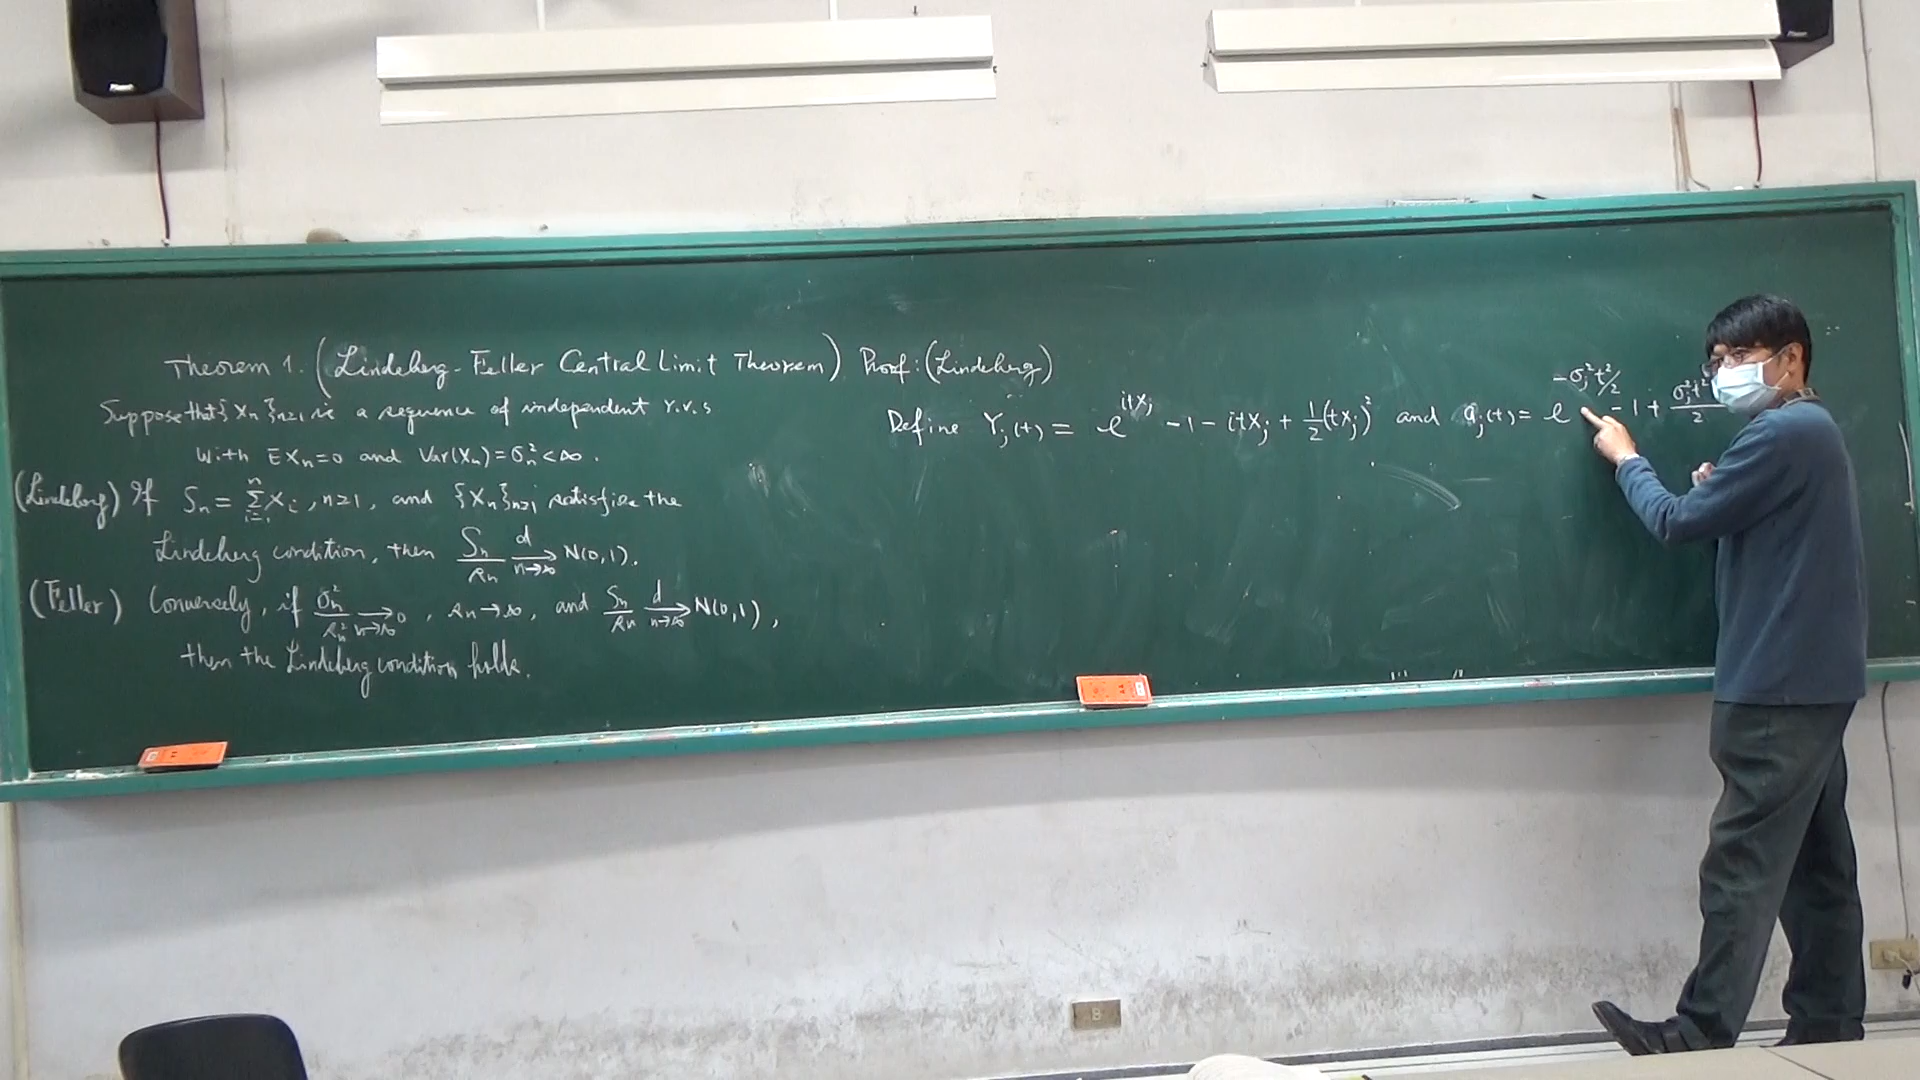 Theorem 1. (Lindeberg-Feller Central Limit Theorem)
Suppose that {Xₙ}ₙ≥₁ is a sequence of independent r.v.s
with EXₙ=0 and Var(Xₙ)=σₙ²<∞.
(Lindeberg) If Sₙ = Σᵢ₌₁ⁿ Xᵢ, n≥1, and {Xₙ}ₙ≥₁ satisfies the
Lindeberg condition, then Sₙ/sₙ →ᵈ n→∞ N(0,1).
(Feller) Conversely, if σₙ²/sₙ² → n→∞ 0, sₙ→∞, and Sₙ/sₙ →ᵈ n→∞ N(0,1),
then the Lindeberg condition holds.
Proof: (Lindeberg)
Define Yⱼ(t) = e^{itXⱼ} -1 - itXⱼ + 1/2 (tXⱼ)² and gⱼ(t) = e^{-σⱼ²t²/2} -1 + σⱼ²t²/2
B